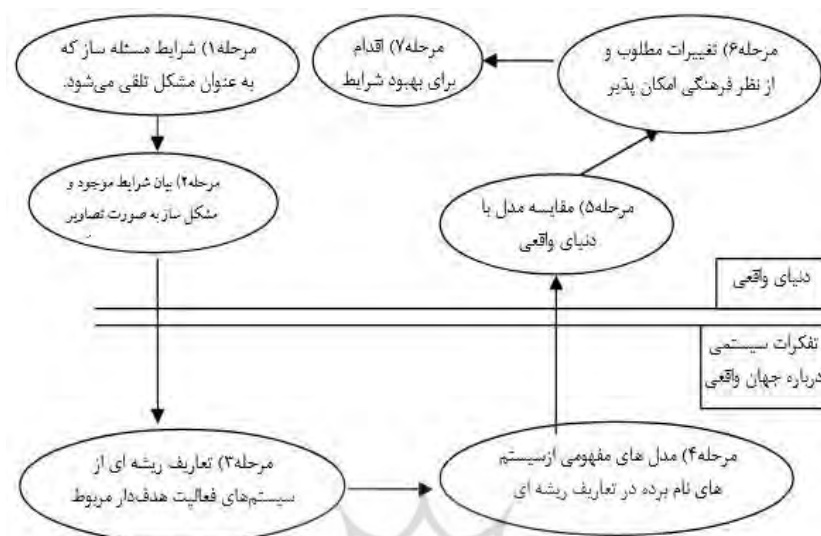 مرحله۱) شرایط مسئله ساز که
به عنوان مشکل تلقی می‌شود.
مرحله۲) بیان شرایط موجود و
مشکل ساز به صورت تصاویر
مرحله۳) تعاریف ریشه ای از
سیستم‌های فعالیت هدف‌دار مربوط
مرحله۴) مدل های مفهومی ازسیستم
های نام برده در تعاریف ریشه ای
مرحله۵) مقایسه مدل با
دنیای واقعی
مرحله۶) تغییرات مطلوب و
از نظر فرهنگی امکان پذیر
مرحله۷) اقدام
برای بهبود شرایط
دنیای واقعی
تفکرات سیستمی
درباره جهان واقعی